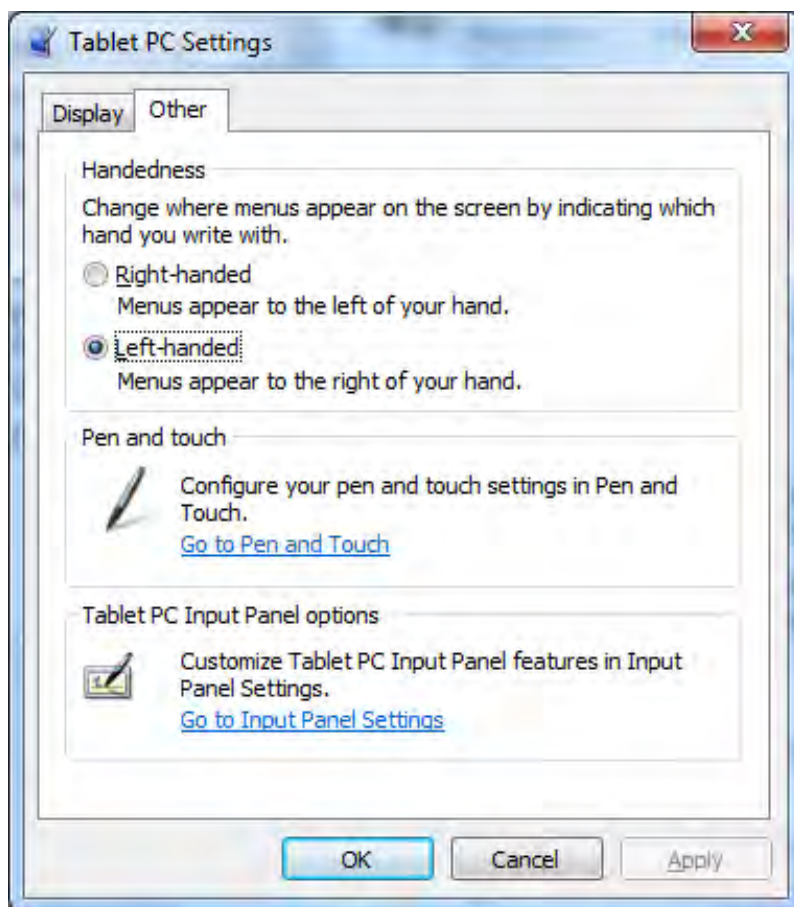 Tablet PC Settings
Display Other
Handedness
Change where menus appear on the screen by indicating which
hand you write with.
Right-handed
Menus appear to the left of your hand.
Left-handed
Menus appear to the right of your hand.
Pen and touch
Configure your pen and touch settings in Pen and
Touch.
Go to Pen and Touch
Tablet PC Input Panel options
Customize Tablet PC Input Panel features in Input
Panel Settings.
Go to Input Panel Settings
OK Cancel Apply